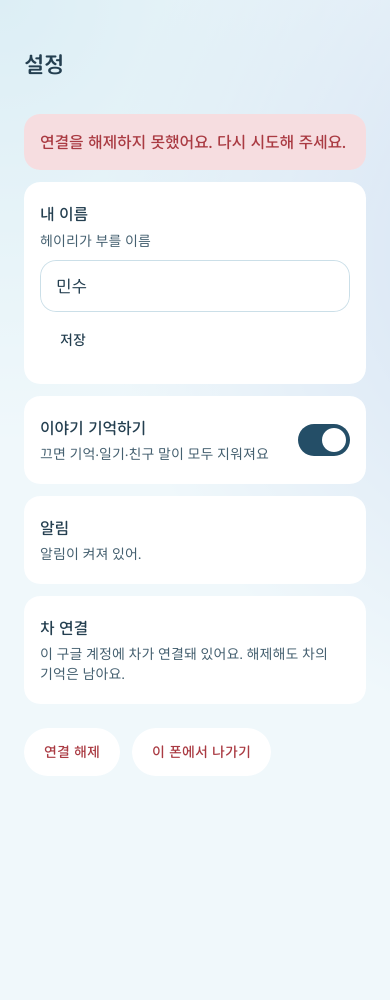 설정
연결을 해제하지 못했어요. 다시 시도해 주세요.
내 이름
헤이리가 부를 이름
민수
저장
이야기 기억하기
끄면 기억·일기·친구 말이 모두 지워져요
알림
알림이 켜져 있어.
차 연결
이 구글 계정에 차가 연결돼 있어요. 해제해도 차의
기억은 남아요.
연결 해제
이 폰에서 나가기